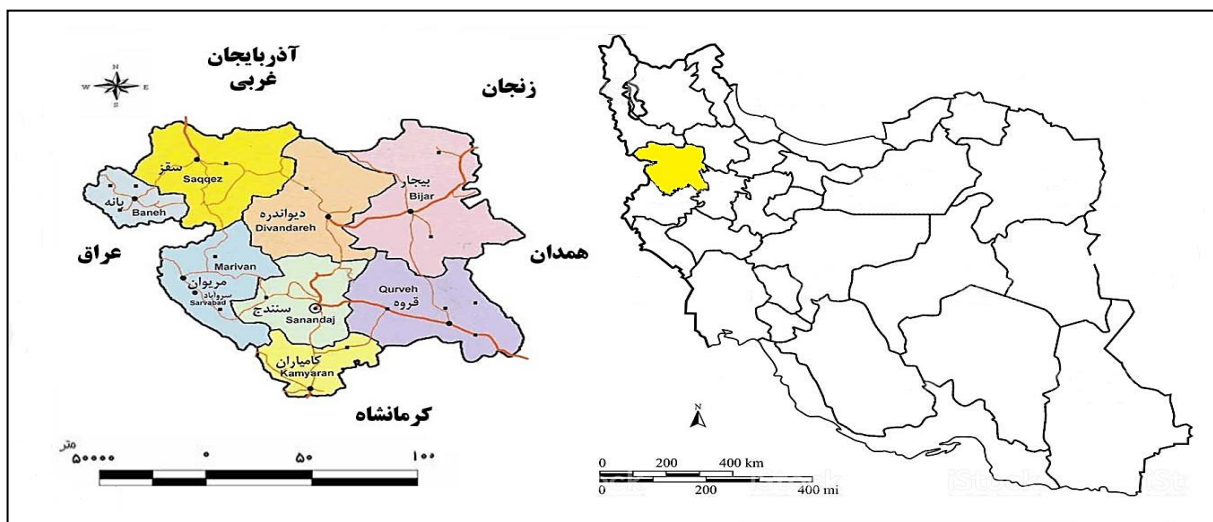 آذربایجان
غربی
زنجان
N
W E
S
سقز
Saqqez
بانه
Baneh
بیجار
Bijar
دیواندره
Divandareh
عراق
همدان
Marivan
مریوان
سروآباد
Sarvabad
سنندج
Sanandaj
Qurveh
قروه
کامیاران
Kamyaran
کرمانشاه
متر
۵۰۰۰۰ ۰ ۵۰ ۱۰۰
N
0 200 400 km
0 200 400 mi
iStock